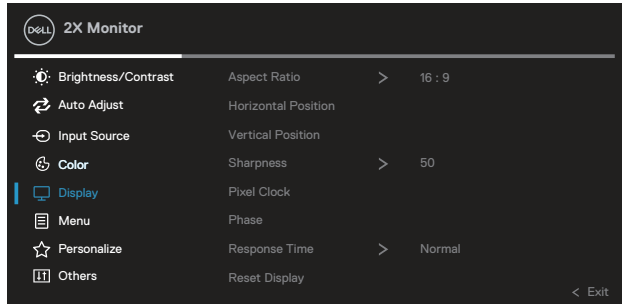 DELL 2X Monitor
Brightness/Contrast Aspect Ratio > 16 : 9
Auto Adjust Horizontal Position
Input Source Vertical Position
Color Sharpness > 50
Display Pixel Clock
Menu Phase
Personalize Response Time > Normal
Others Reset Display
< Exit